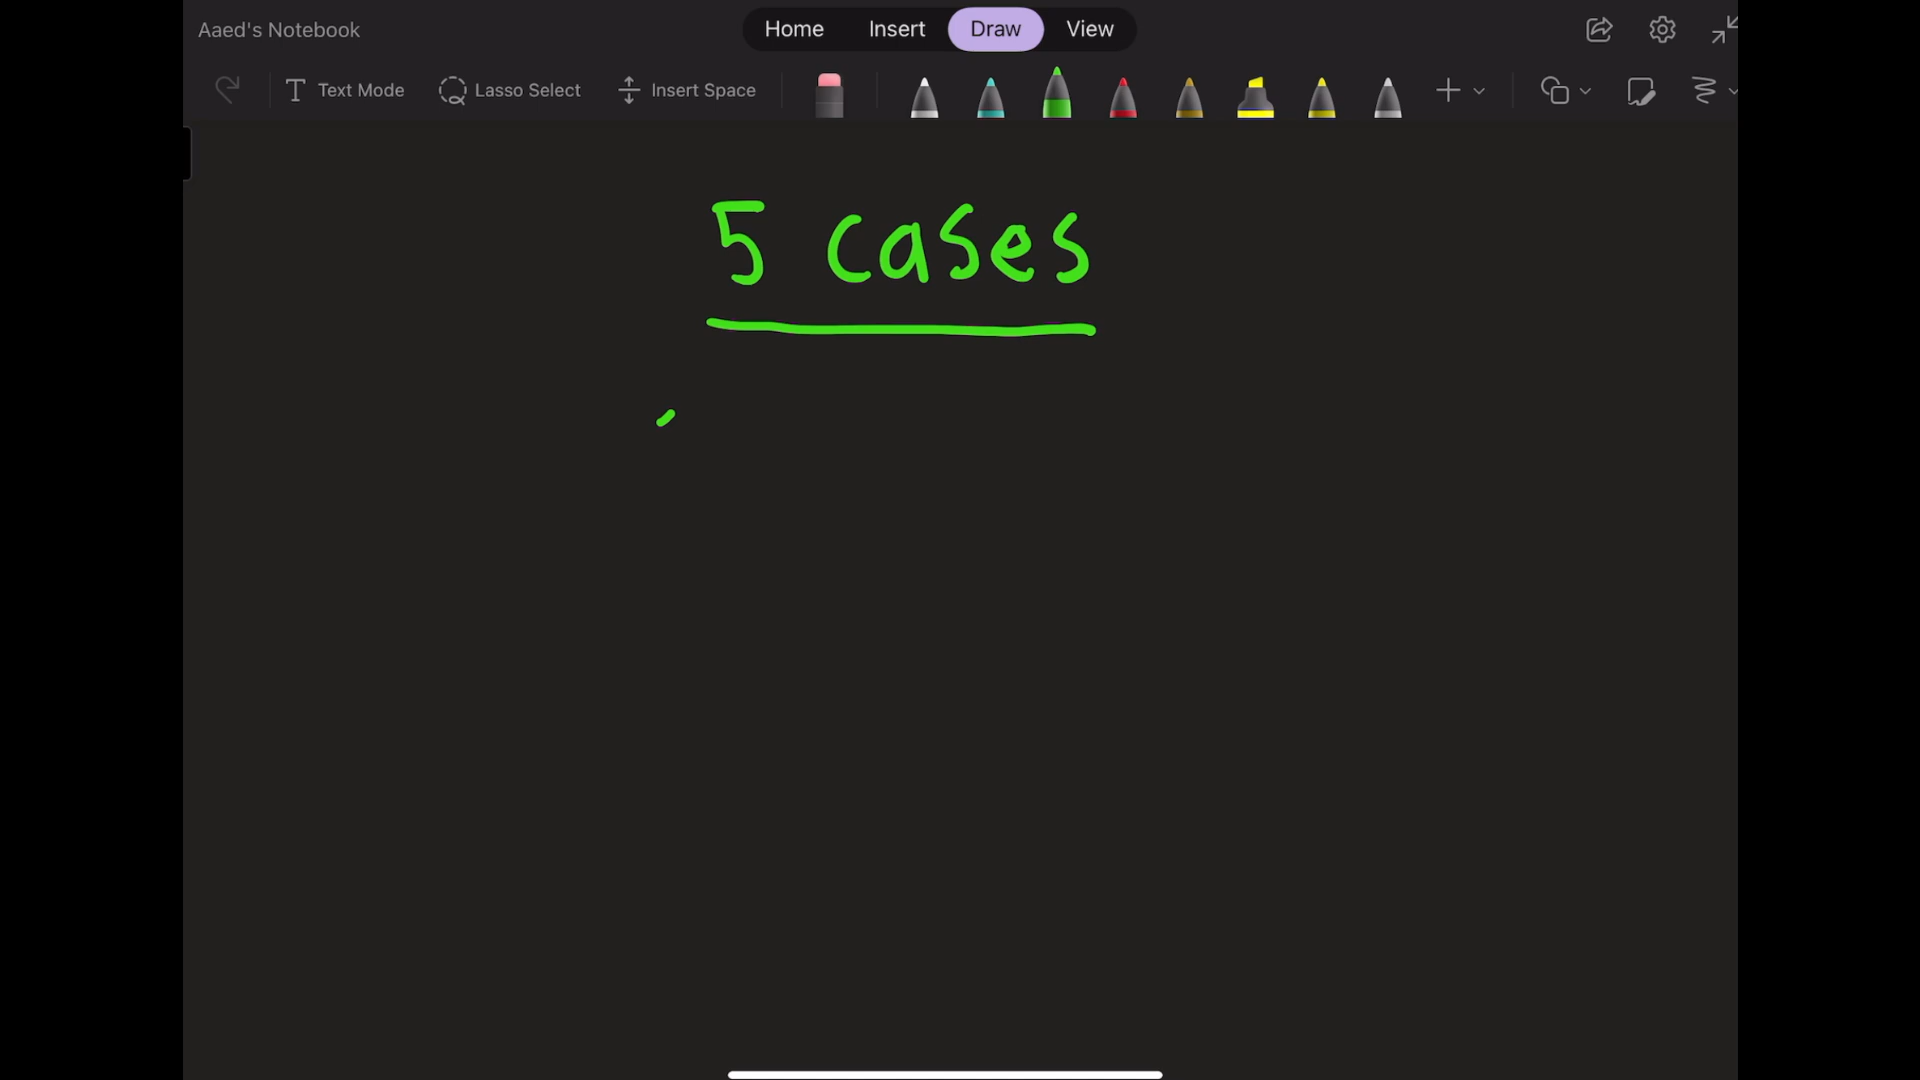 Aaed's Notebook
Home Insert Draw View
Text Mode Lasso Select Insert Space
5 cases